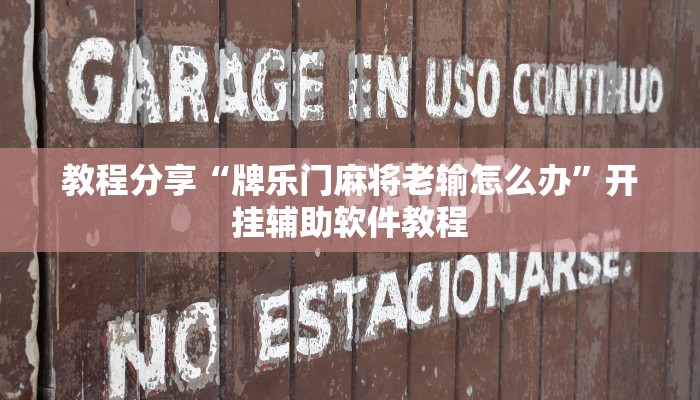 GARAGE EN USO CONTINUO
教程分享“牌乐门麻将老输怎么办”开
挂辅助软件教程
FAVOR
NO ESTACIONARSE.